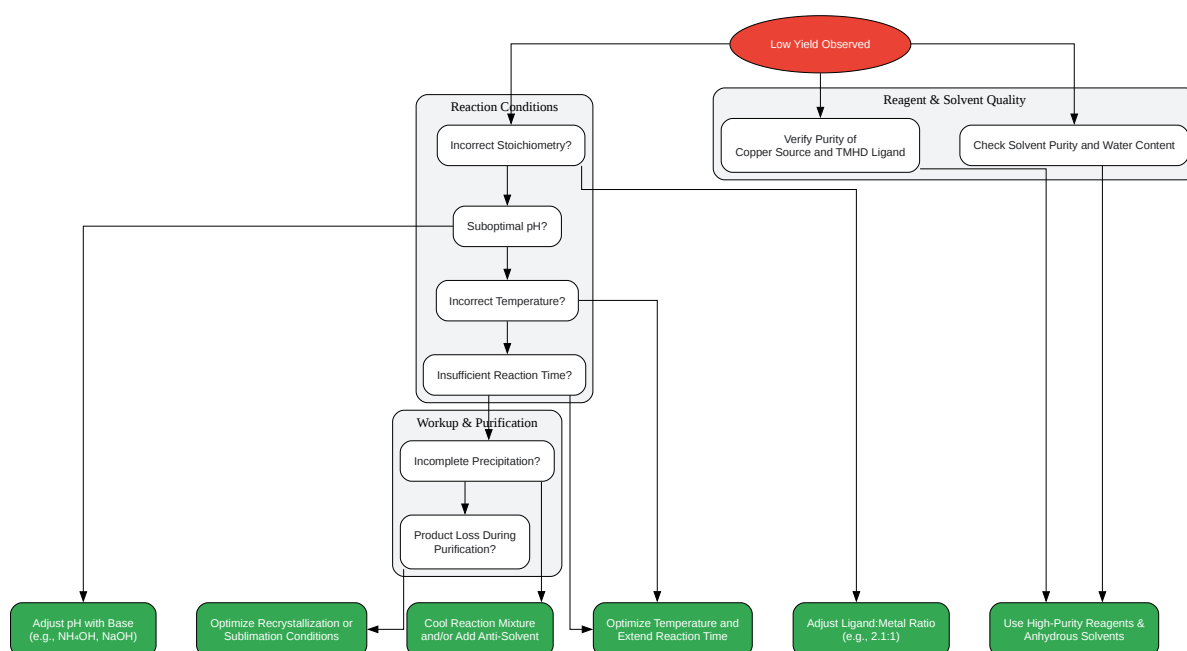 Low Yield Observed
Reaction Conditions
Reagent & Solvent Quality
Incorrect Stoichiometry?
Verify Purity of
Copper Source and TMHD Ligand
Check Solvent Purity and Water Content
Suboptimal pH?
Incorrect Temperature?
Insufficient Reaction Time?
Workup & Purification
Incomplete Precipitation?
Product Loss During
Purification?
Adjust pH with Base
(e.g., NH₄OH, NaOH)
Optimize Recrystallization or
Sublimation Conditions
Cool Reaction Mixture
and/or Add Anti-Solvent
Optimize Temperature and
Extend Reaction Time
Adjust Ligand:Metal Ratio
(e.g., 2.1:1)
Use High-Purity Reagents &
Anhydrous Solvents